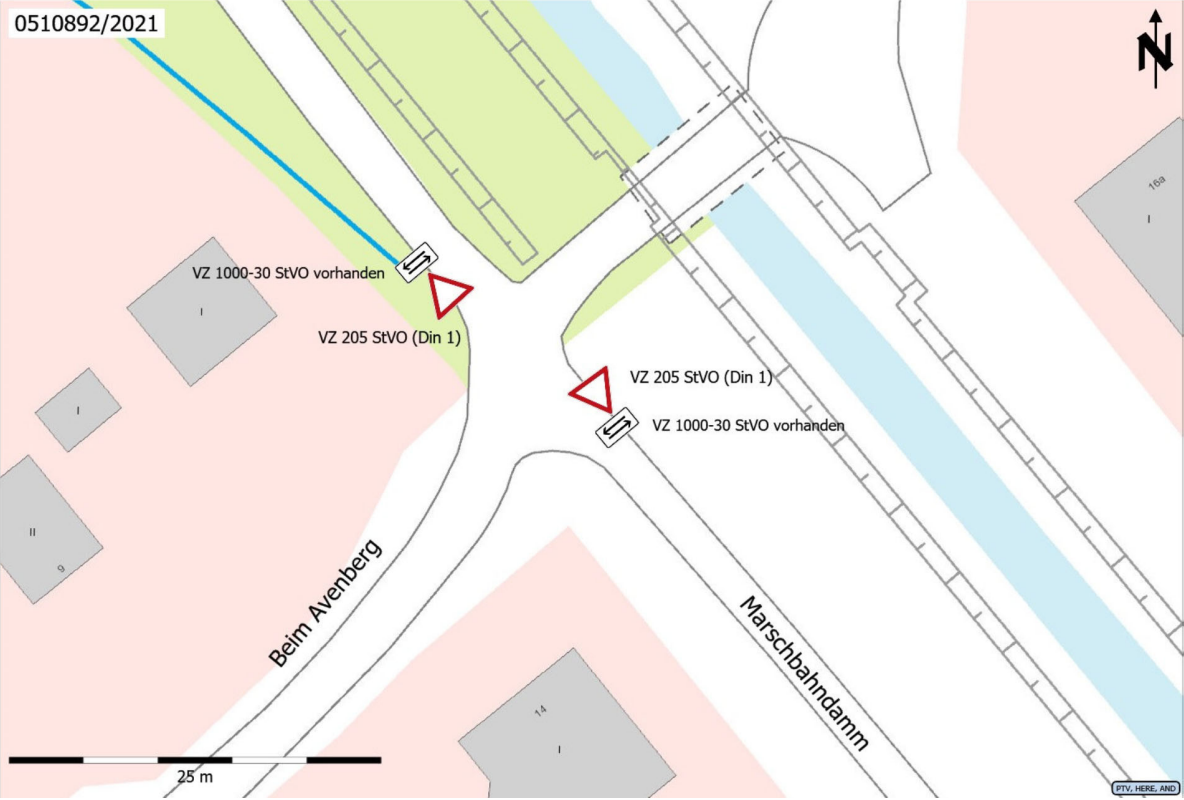 0510892/2021
N
16a
I
VZ 1000-30 StVO vorhanden
I
VZ 205 StVO (Din 1)
VZ 205 StVO (Din 1)
I
VZ 1000-30 StVO vorhanden
II
9
Beim Avenberg
Marschbahndamm
14
I
25 m
PTV, HERE, AND